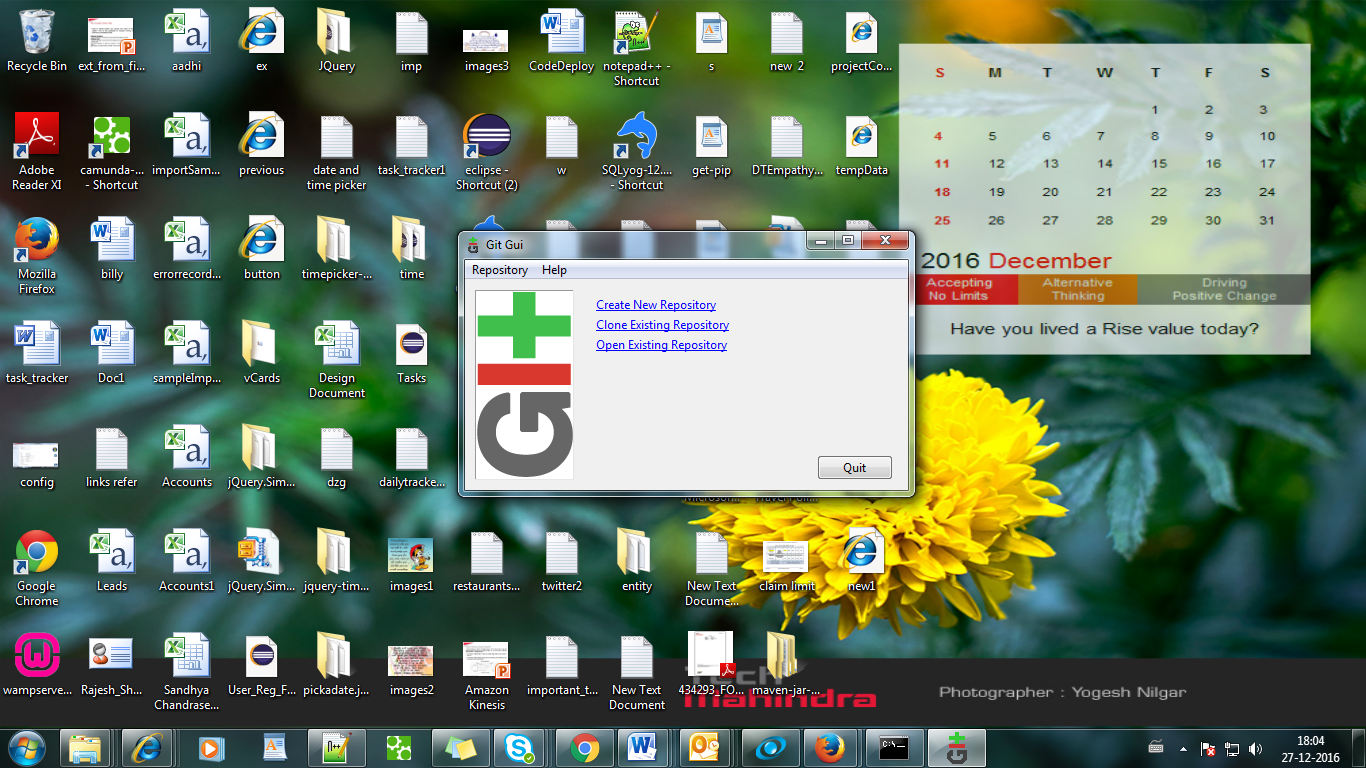 Recycle Bin
ext_from_fi...
aadhi
ex
JQuery
imp
images3
CodeDeploy
notepad++ -
Shortcut
s
new 2
projectCo...
Adobe
Reader XI
camunda-...
- Shortcut
importSam...
previous
date and
time picker
task_tracker1
eclipse -
Shortcut (2)
w
SQLyog-12....
- Shortcut
get-pip
DTEmpathy...
tempData
Mozilla
Firefox
billy
errorrecord...
button
timepicker-...
time
task_tracker
Doc1
sampleImp...
vCards
Design
Document
Tasks
config
links refer
Accounts
jQuery.Sim...
dzg
dailytracke...
Google
Chrome
Leads
Accounts1
jQuery.Sim...
jquery-tim...
images1
restaurants...
twitter2
entity
New Text
Docume...
claim limit
new1
wampserve...
Rajesh_Sh...
Sandhya
Chandrase...
User_Reg_F...
pickadate.j...
images2
Amazon
Kinesis
important_t...
New Text
Document
434293_FO...
maven-jar-...
Git Gui
Repository Help
Create New Repository
Clone Existing Repository
Open Existing Repository
GIT
Quit
S M T W T F S
1 2 3
4 5 6 7 8 9 10
11 12 13 14 15 16 17
18 19 20 21 22 23 24
25 26 27 28 29 30 31
2016 December
Accepting
No Limits
Alternative
Thinking
Driving
Positive Change
Have you lived a Rise value today?
Tech
Mahindra
Photographer : Yogesh Nilgar
18:04
27-12-2016